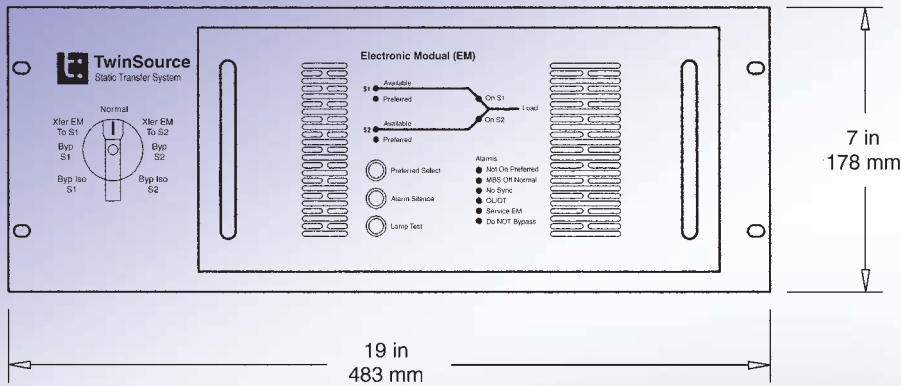 TwinSource
Static Transfer System
Normal
Xfer EM
To S1
Xfer EM
To S2
Byp
S1
Byp
S2
Byp Iso
S1
Byp Iso
S2
Electronic Modual (EM)
Available
S1
Preferred
On S1
Load
On S2
Available
S2
Preferred
Preferred Select
Alarm Silence
Lamp Test
Alarms
Not On Preferred
MBS Off Normal
No Sync
OL/OT
Service EM
Do NOT Bypass
7 in
178 mm
19 in
483 mm